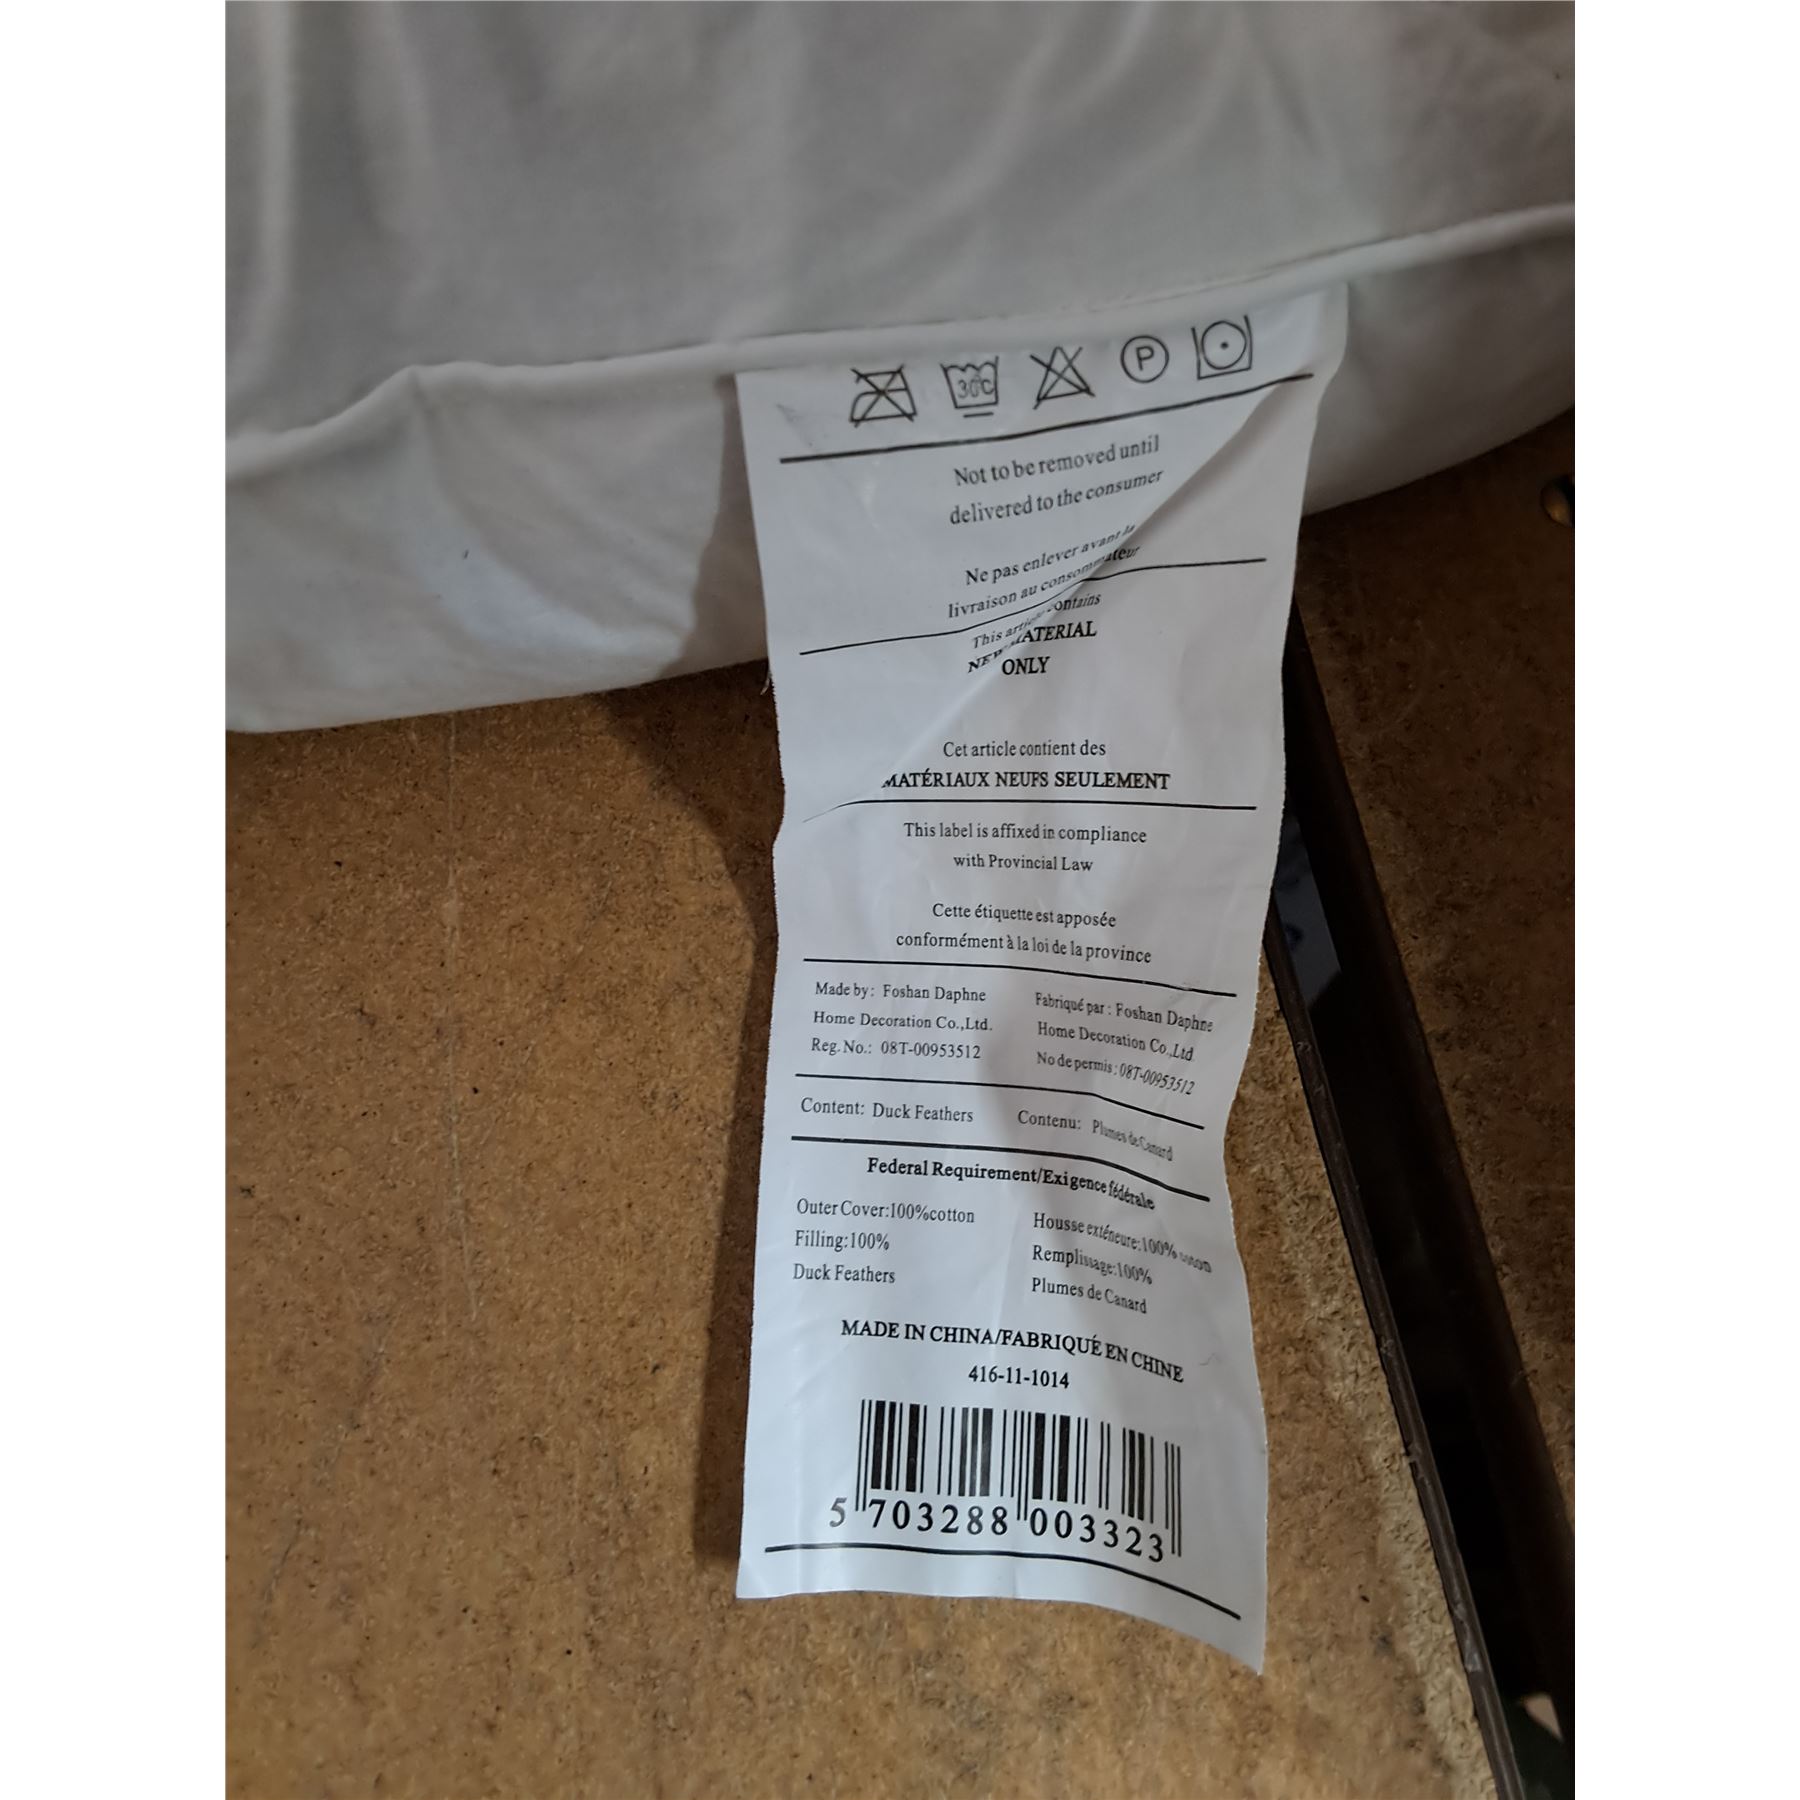 30°C P
Not to be removed until
delivered to the consumer
Ne pas enlever avant la
livraison au consommateur
This article contains
NEW MATERIAL
ONLY
Cet article contient des
MATÉRIAUX NEUFS SEULEMENT
This label is affixed in compliance
with Provincial Law
Cette étiquette est apposée
conformément à la loi de la province
Made by: Foshan Daphne
Home Decoration Co.,Ltd.
Reg. No.: 08T-00953512
Fabriqué par: Foshan Daphne
Home Decoration Co.,Ltd
No de permis: 08T-00953512
Content: Duck Feathers
Contenu: Plumes de Canard
Federal Requirement/Exigence fédérale
Outer Cover:100%cotton
Filling:100%
Duck Feathers
Housse extérieure:100% coton
Remplissage:100%
Plumes de Canard
MADE IN CHINA/FABRIQUÉ EN CHINE
416-11-1014
5 703288 003323